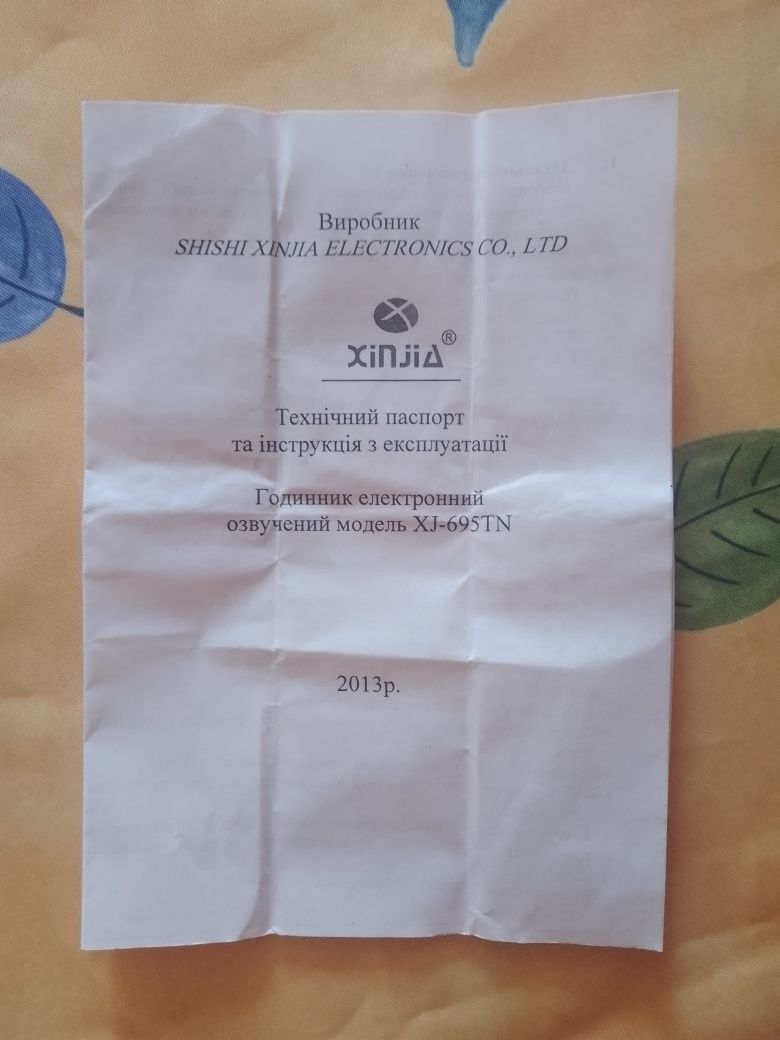 Виробник
SHISHI XINJIA ELECTRONICS CO., LTD
XINJIA®
Технічний паспорт
та інструкція з експлуатації
Годинник електронний
озвучений модель XJ-695TN
2013р.